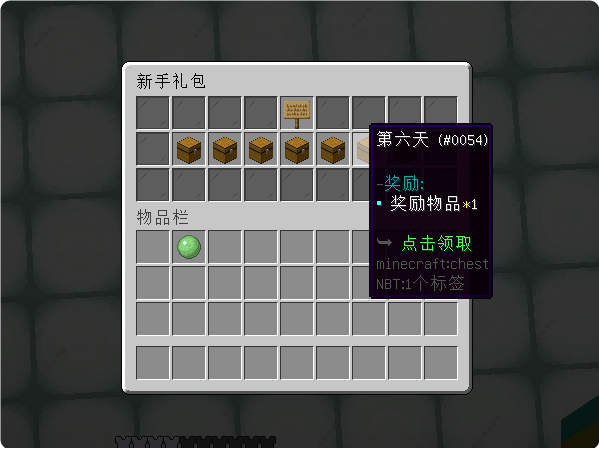 新手礼包
第六天 (#0054)
-奖励:
▪ 奖励物品*1
物品栏
➥ 点击领取
minecraft:chest
NBT:1个标签